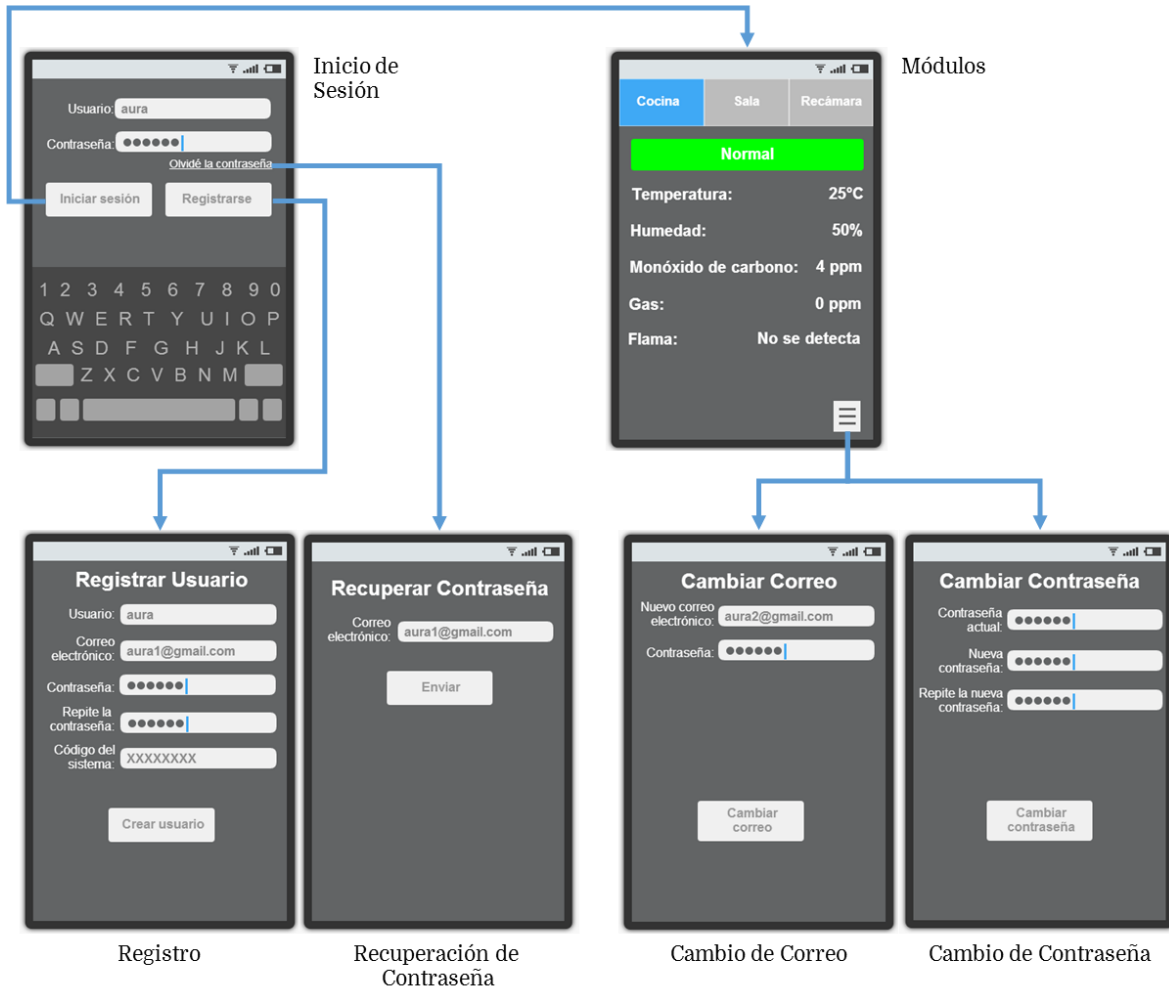 Inicio de
Sesión
Usuario: aura
Contraseña: ●●●●●●
Olvidé la contraseña
Iniciar sesión
Registrarse
1 2 3 4 5 6 7 8 9 0
Q W E R T Y U I O P
A S D F G H J K L
Z X C V B N M
Módulos
Cocina Sala Recámara
Normal
Temperatura: 25°C
Humedad: 50%
Monóxido de carbono: 4 ppm
Gas: 0 ppm
Flama: No se detecta
Registrar Usuario
Usuario: aura
Correo
electrónico: aura1@gmail.com
Contraseña: ●●●●●●
Repite la
contraseña: ●●●●●●
Código del
sistema: XXXXXXXX
Crear usuario
Registro
Recuperar Contraseña
Correo
electrónico: aura1@gmail.com
Enviar
Recuperación de
Contraseña
Cambiar Correo
Nuevo correo
electrónico: aura2@gmail.com
Contraseña: ●●●●●●
Cambiar
correo
Cambio de Correo
Cambiar Contraseña
Contraseña
actual: ●●●●●●
Nueva
contraseña: ●●●●●●
Repite la nueva
contraseña: ●●●●●●
Cambiar
contraseña
Cambio de Contraseña